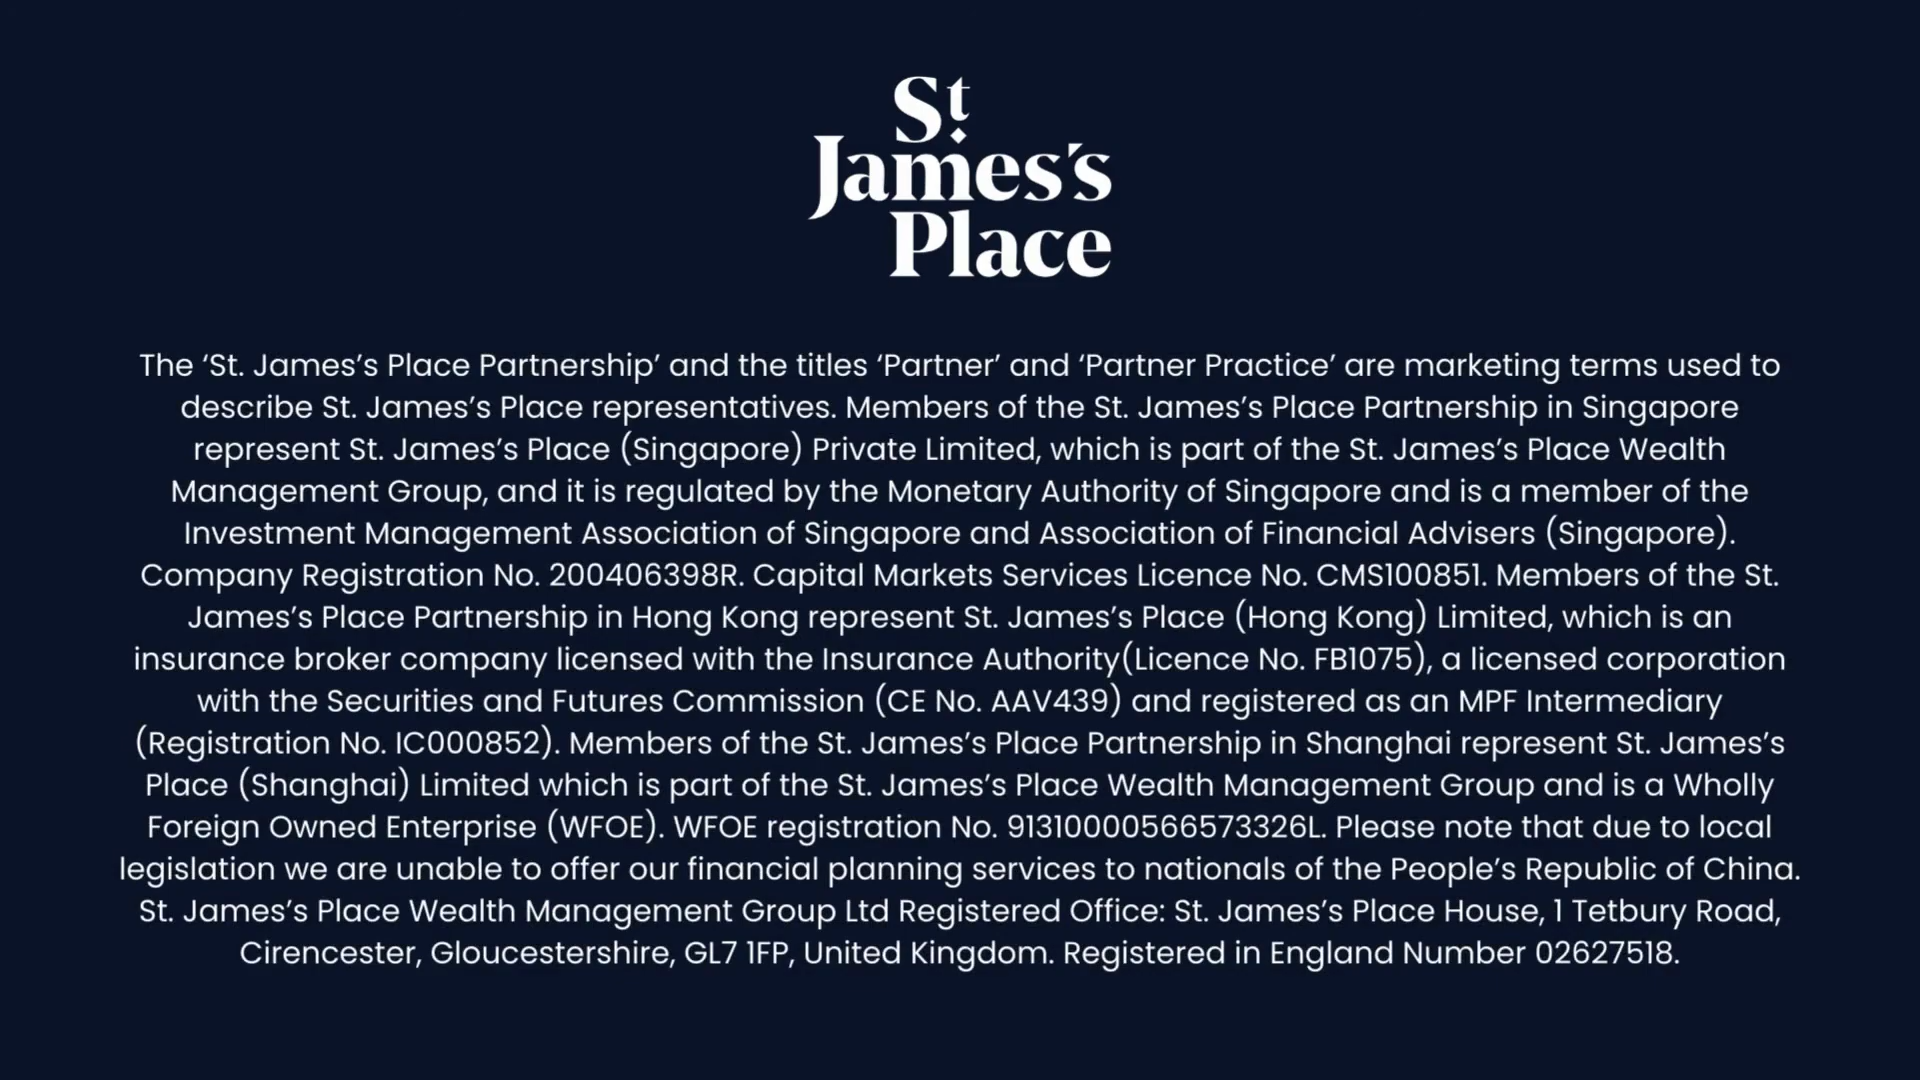 St.
James's
Place
The ‘St. James’s Place Partnership’ and the titles ‘Partner’ and ‘Partner Practice’ are marketing terms used to
describe St. James’s Place representatives. Members of the St. James’s Place Partnership in Singapore
represent St. James’s Place (Singapore) Private Limited, which is part of the St. James’s Place Wealth
Management Group, and it is regulated by the Monetary Authority of Singapore and is a member of the
Investment Management Association of Singapore and Association of Financial Advisers (Singapore).
Company Registration No. 200406398R. Capital Markets Services Licence No. CMS100851. Members of the St.
James’s Place Partnership in Hong Kong represent St. James’s Place (Hong Kong) Limited, which is an
insurance broker company licensed with the Insurance Authority(Licence No. FB1075), a licensed corporation
with the Securities and Futures Commission (CE No. AAV439) and registered as an MPF Intermediary
(Registration No. IC000852). Members of the St. James’s Place Partnership in Shanghai represent St. James’s
Place (Shanghai) Limited which is part of the St. James’s Place Wealth Management Group and is a Wholly
Foreign Owned Enterprise (WFOE). WFOE registration No. 91310000566573326L. Please note that due to local
legislation we are unable to offer our financial planning services to nationals of the People’s Republic of China.
St. James’s Place Wealth Management Group Ltd Registered Office: St. James’s Place House, 1 Tetbury Road,
Cirencester, Gloucestershire, GL7 1FP, United Kingdom. Registered in England Number 02627518.